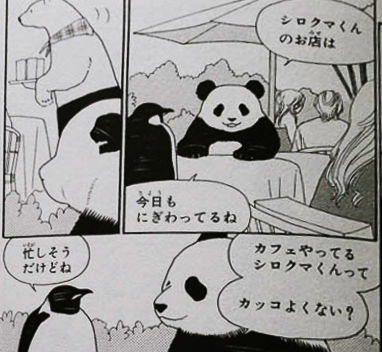 シロクマくん
のお店は
今日も
にぎわってるね
忙しそう
だけどね
カフェやってる
シロクマくんって
カッコよくない?